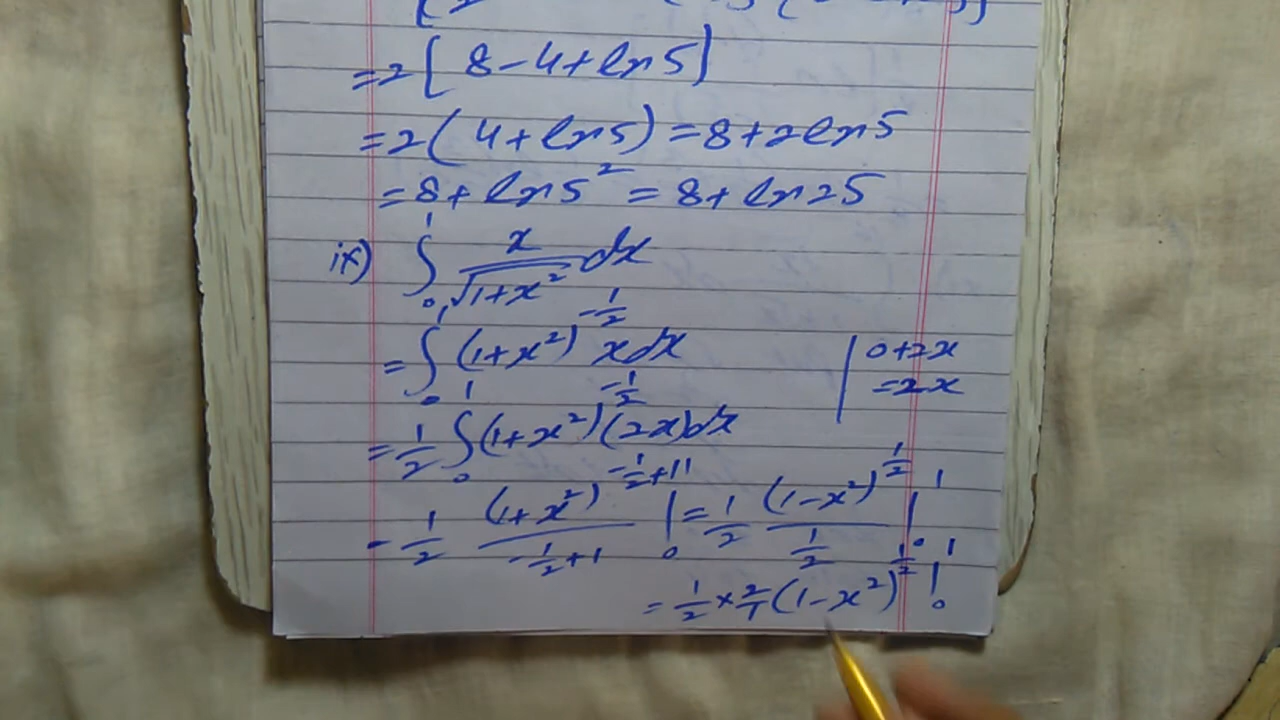 =2[8-4+ln5]
=2(4+ln5)=8+2ln5
=8+ln5²=8+ln25
ix) ∫₀¹ x/√(1+x²) dx
=∫₀¹ (1+x²)^(-1/2) x dx | 0+2x
=2x
=1/2 ∫₀¹ (1+x²)^(-1/2) (2x)dx
-1/2 (1+x²)^(-1/2+1)/(-1/2+1) |₀¹ =1/2 (1-x²)^(1/2)/(1/2) |₀¹
=1/2×2/1(1-x²)^(1/2) |₀¹